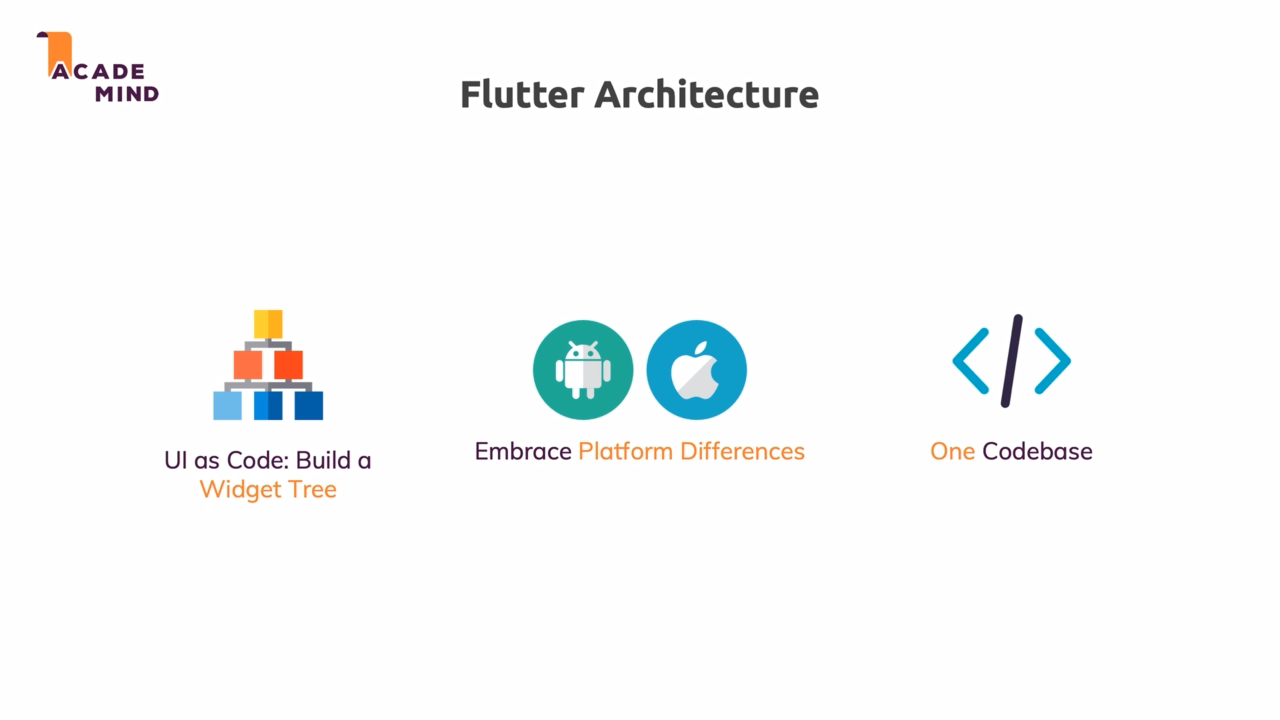 ACADE
MIND
Flutter Architecture
UI as Code: Build a
Widget Tree
Embrace Platform Differences
One Codebase